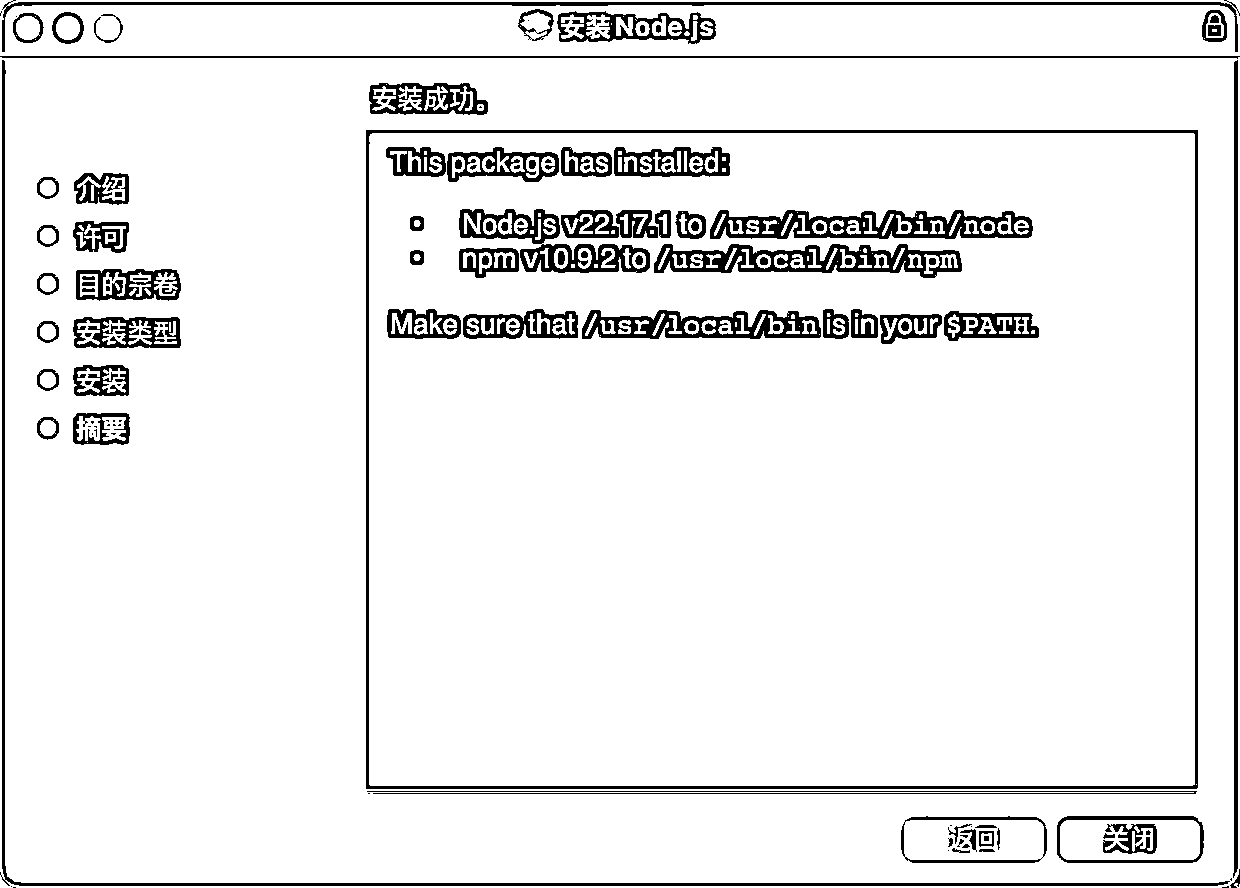 安装Node.js
安装成功。
介绍
许可
目的宗卷
安装类型
安装
摘要
This package has installed:
Node.js v22.17.1 to /usr/local/bin/node
npm v10.9.2 to /usr/local/bin/npm
Make sure that /usr/local/bin is in your $PATH.
返回
关闭